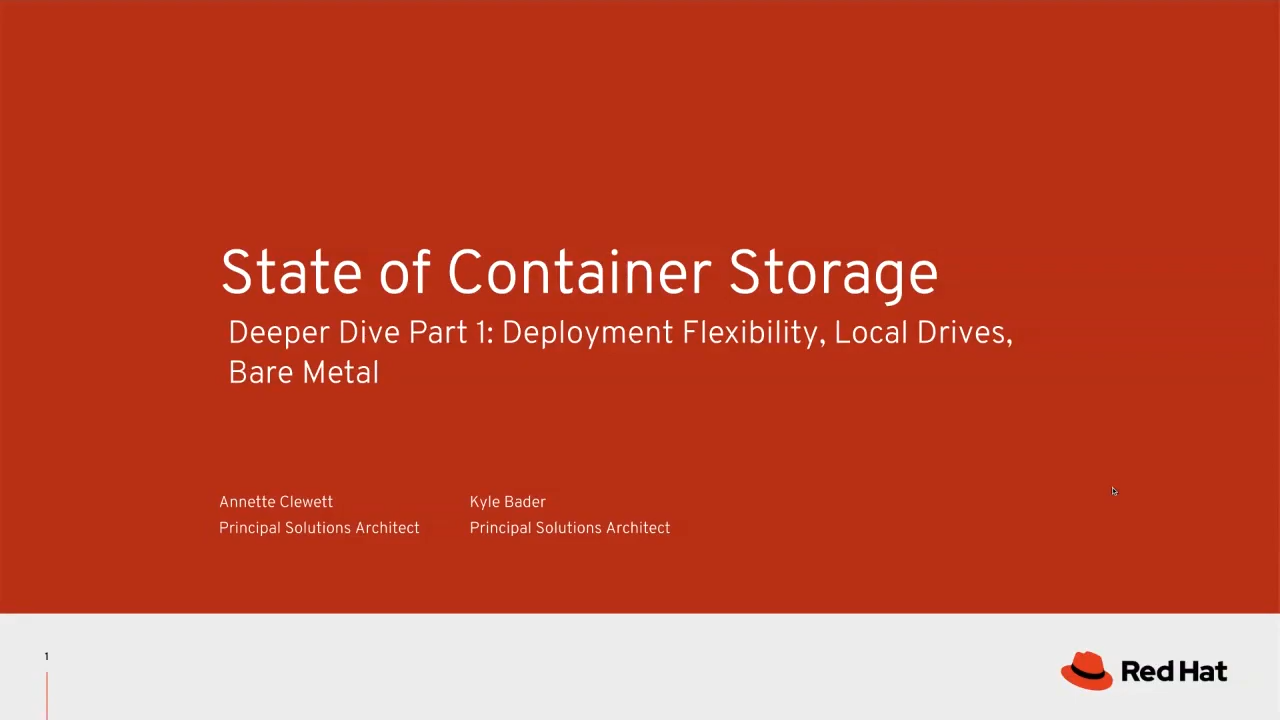 State of Container Storage
Deeper Dive Part 1: Deployment Flexibility, Local Drives,
Bare Metal
Annette Clewett
Principal Solutions Architect
Kyle Bader
Principal Solutions Architect
1
Red Hat